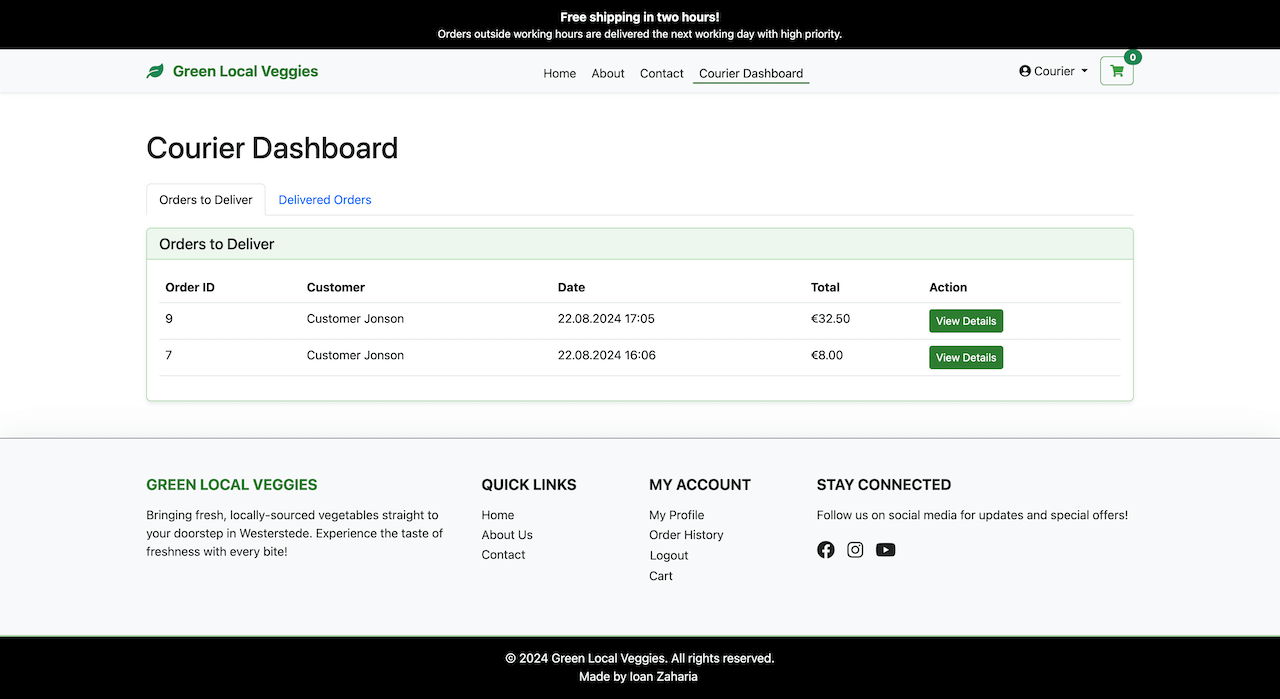 Free shipping in two hours!
Orders outside working hours are delivered the next working day with high priority.
Green Local Veggies
Home About Contact Courier Dashboard
Courier
0
Courier Dashboard
Orders to Deliver Delivered Orders
Orders to Deliver
Order ID Customer Date Total Action
9 Customer Jonson 22.08.2024 17:05 €32.50 View Details
7 Customer Jonson 22.08.2024 16:06 €8.00 View Details
GREEN LOCAL VEGGIES
Bringing fresh, locally-sourced vegetables straight to
your doorstep in Westerstede. Experience the taste of
freshness with every bite!
QUICK LINKS
Home
About Us
Contact
MY ACCOUNT
My Profile
Order History
Logout
Cart
STAY CONNECTED
Follow us on social media for updates and special offers!
© 2024 Green Local Veggies. All rights reserved.
Made by Ioan Zaharia